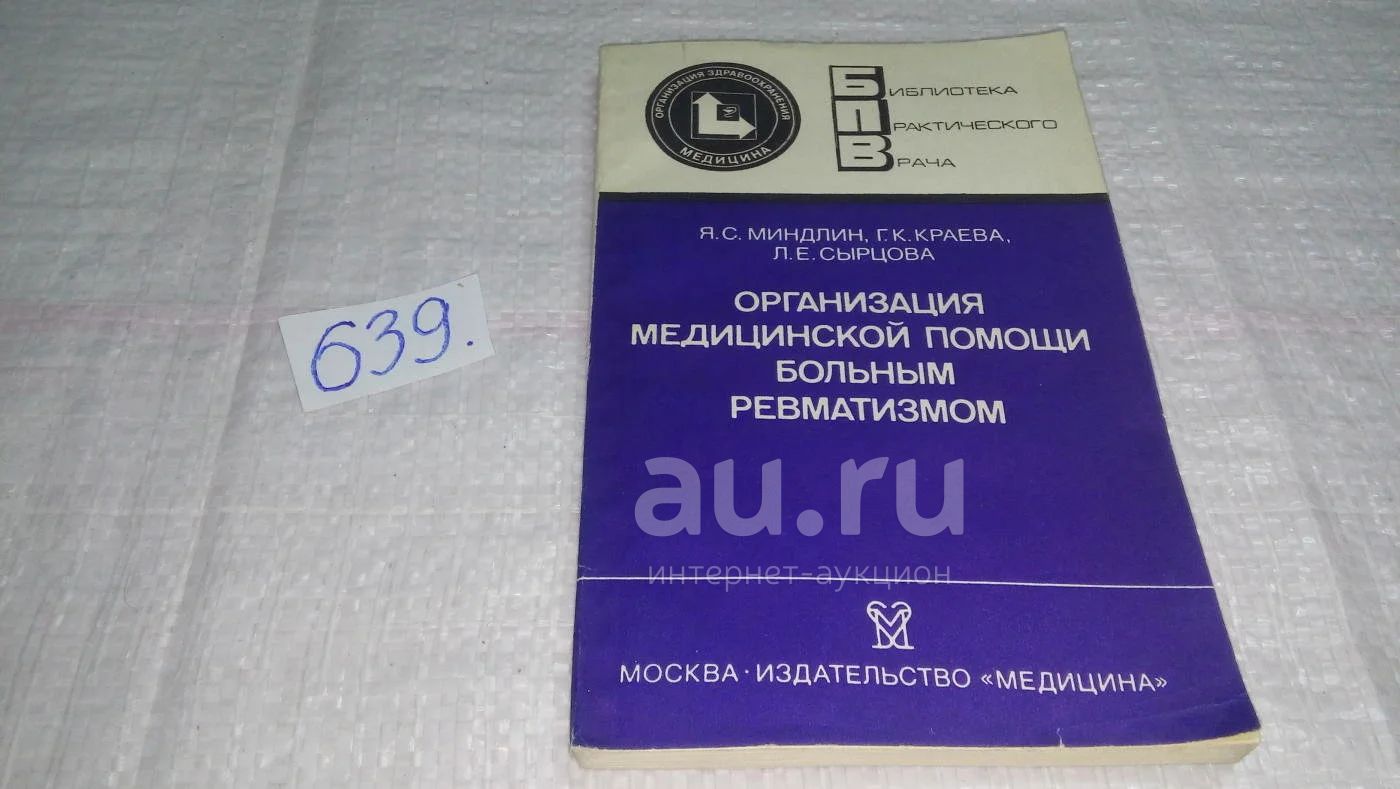 ОРГАНИЗАЦИЯ ЗДРАВООХРАНЕНИЯ
МЕДИЦИНА
БИБЛИОТЕКА
ПРАКТИЧЕСКОГО
ВРАЧА
Я.С. МИНДЛИН, Г.К.КРАЕВА,
Л.Е.СЫРЦОВА
ОРГАНИЗАЦИЯ
МЕДИЦИНСКОЙ ПОМОЩИ
БОЛЬНЫМ
РЕВМАТИЗМОМ
639.
au.ru
интернет-аукцион
МОСКВА · ИЗДАТЕЛЬСТВО «МЕДИЦИНА»